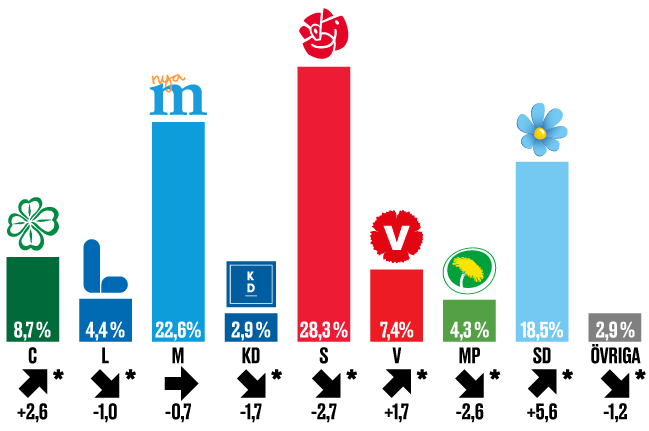 nya
m
K
D
V
8,7% 4,4% 22,6% 2,9% 28,3% 7,4% 4,3% 18,5% 2,9%
C L M KD S V MP SD ÖVRIGA
* * * * * * * *
+2,6 -1,0 -0,7 -1,7 -2,7 +1,7 -2,6 +5,6 -1,2